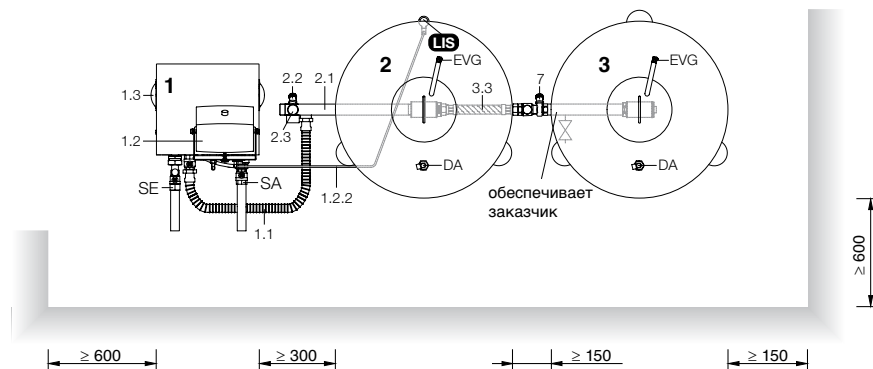 LIS
1
2
3
EVG
EVG
1.3
2.2
2.1
3.3
7
2.3
1.2
DA
DA
SE
SA
1.2.2
1.1
обеспечивает
заказчик
≥ 600
≥ 600
≥ 300
≥ 150
≥ 150